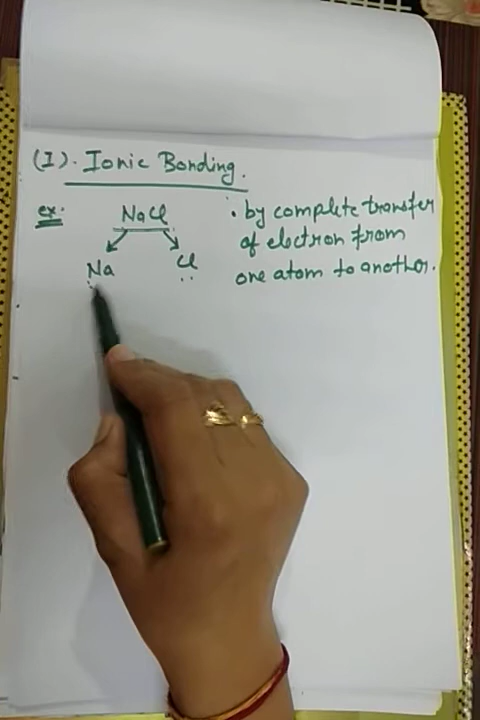 (I). Ionic Bonding.
ex:
NaCl
Na Cl
. by complete transfer
of electron from
one atom to another.